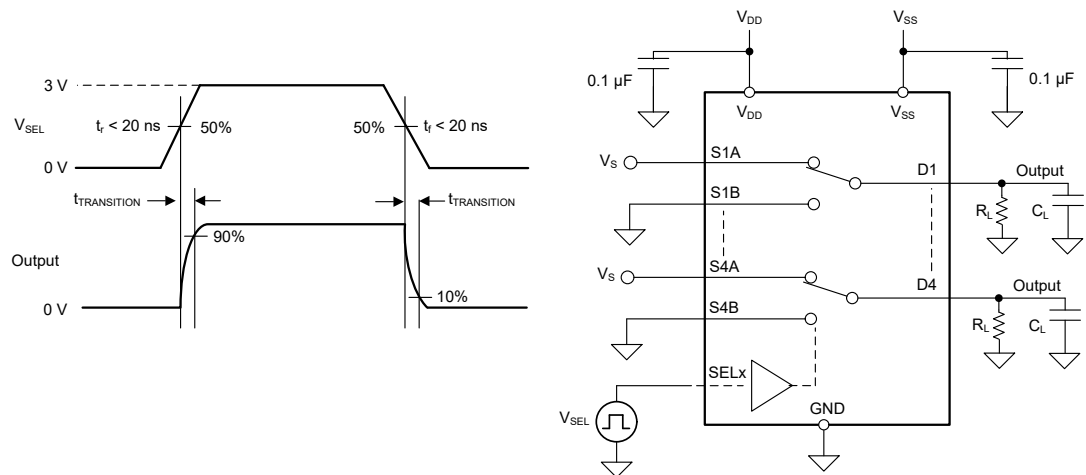 3 V
V_SEL
t_r < 20 ns
50%
50%
t_f < 20 ns
0 V
t_TRANSITION
t_TRANSITION
90%
Output
10%
0 V
V_DD
V_SS
0.1 µF
0.1 µF
V_DD
V_SS
V_S
S1A
D1
Output
S1B
R_L
C_L
V_S
S4A
D4
Output
S4B
R_L
C_L
SELx
V_SEL
GND